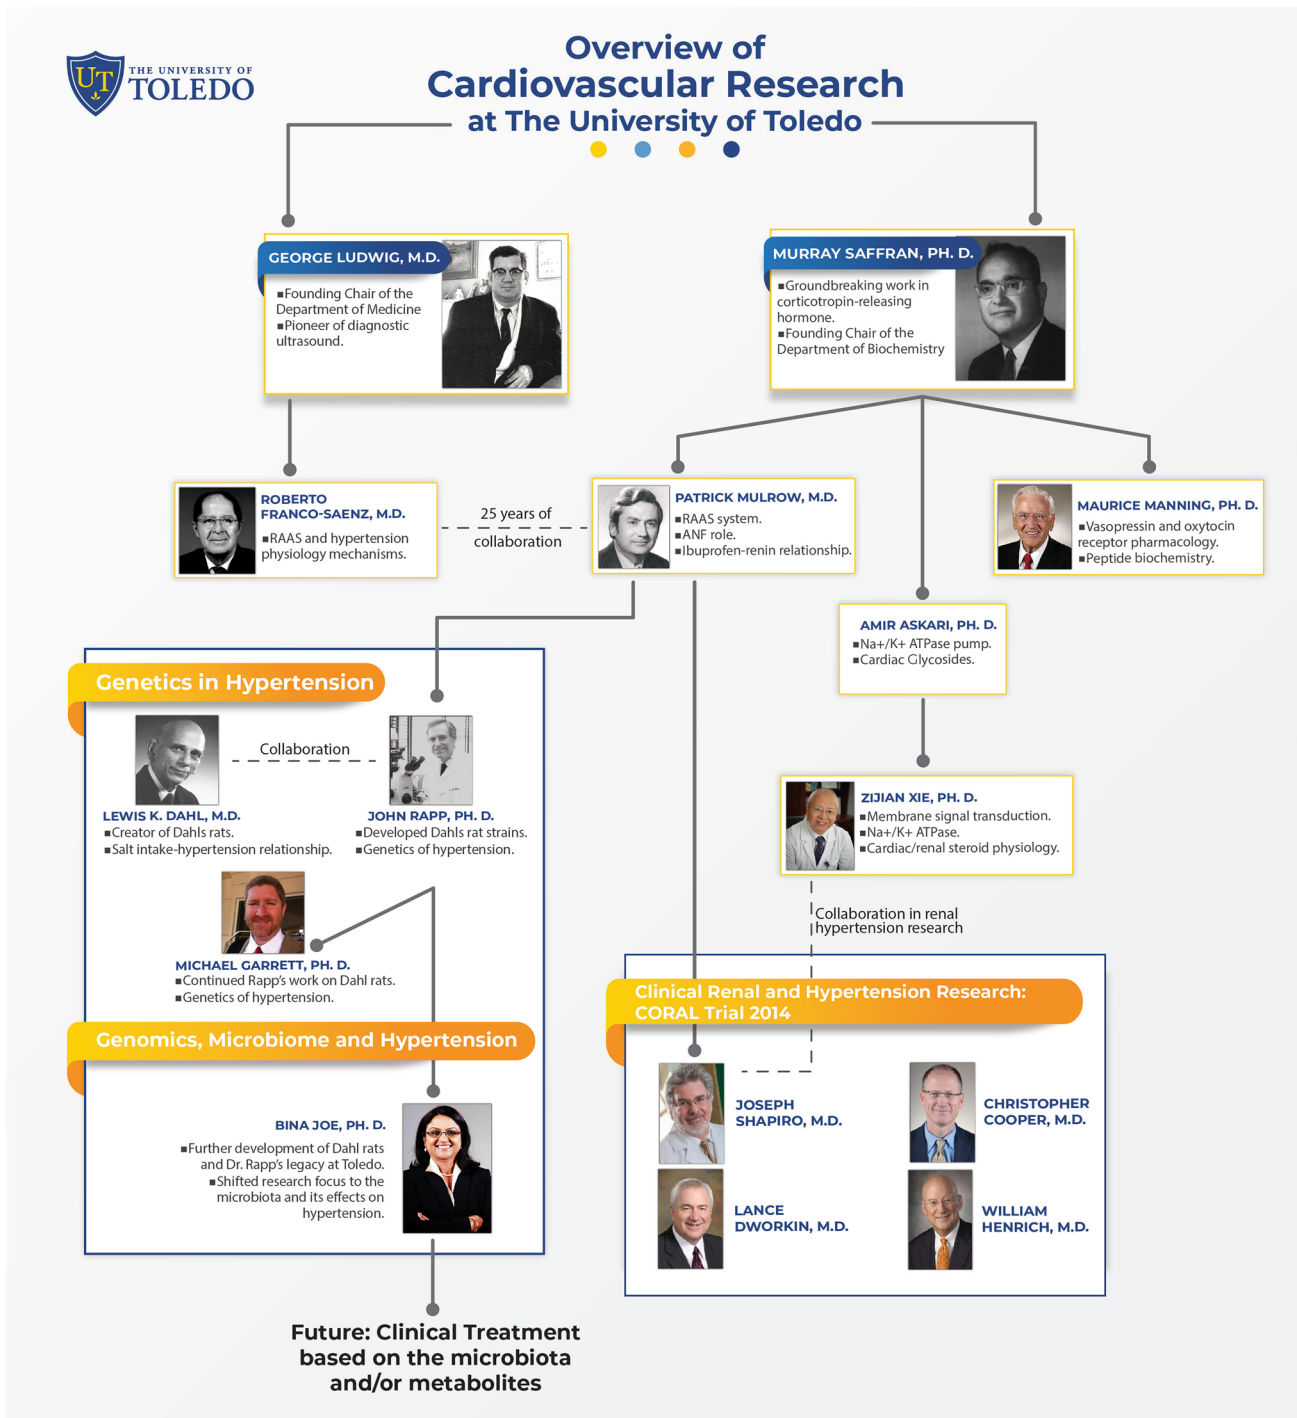 UT
THE UNIVERSITY OF
TOLEDO
Overview of
Cardiovascular Research
at The University of Toledo
GEORGE LUDWIG, M.D.
■Founding Chair of the
Department of Medicine
■Pioneer of diagnostic
ultrasound.
MURRAY SAFFRAN, PH. D.
■Groundbreaking work in
corticotropin-releasing
hormone.
■Founding Chair of the
Department of Biochemistry
ROBERTO
FRANCO-SAENZ, M.D.
■RAAS and hypertension
physiology mechanisms.
25 years of
collaboration
PATRICK MULROW, M.D.
■RAAS system.
■ANF role.
■Ibuprofen-renin relationship.
MAURICE MANNING, PH. D.
■Vasopressin and oxytocin
receptor pharmacology.
■Peptide biochemistry.
AMIR ASKARI, PH. D.
■Na+/K+ ATPase pump.
■Cardiac Glycosides.
Genetics in Hypertension
Collaboration
LEWIS K. DAHL, M.D.
■Creator of Dahls rats.
■Salt intake-hypertension relationship.
JOHN RAPP, PH. D.
■Developed Dahls rat strains.
■Genetics of hypertension.
ZIJIAN XIE, PH. D.
■Membrane signal transduction.
■Na+/K+ ATPase.
■Cardiac/renal steroid physiology.
Collaboration in renal
hypertension research
MICHAEL GARRETT, PH. D.
■Continued Rapp's work on Dahl rats.
■Genetics of hypertension.
Genomics, Microbiome and Hypertension
BINA JOE, PH. D.
■Further development of Dahl rats
and Dr. Rapp's legacy at Toledo.
■Shifted research focus to the
microbiota and its effects on
hypertension.
Clinical Renal and Hypertension Research:
CORAL Trial 2014
JOSEPH
SHAPIRO, M.D.
CHRISTOPHER
COOPER, M.D.
LANCE
DWORKIN, M.D.
WILLIAM
HENRICH, M.D.
Future: Clinical Treatment
based on the microbiota
and/or metabolites